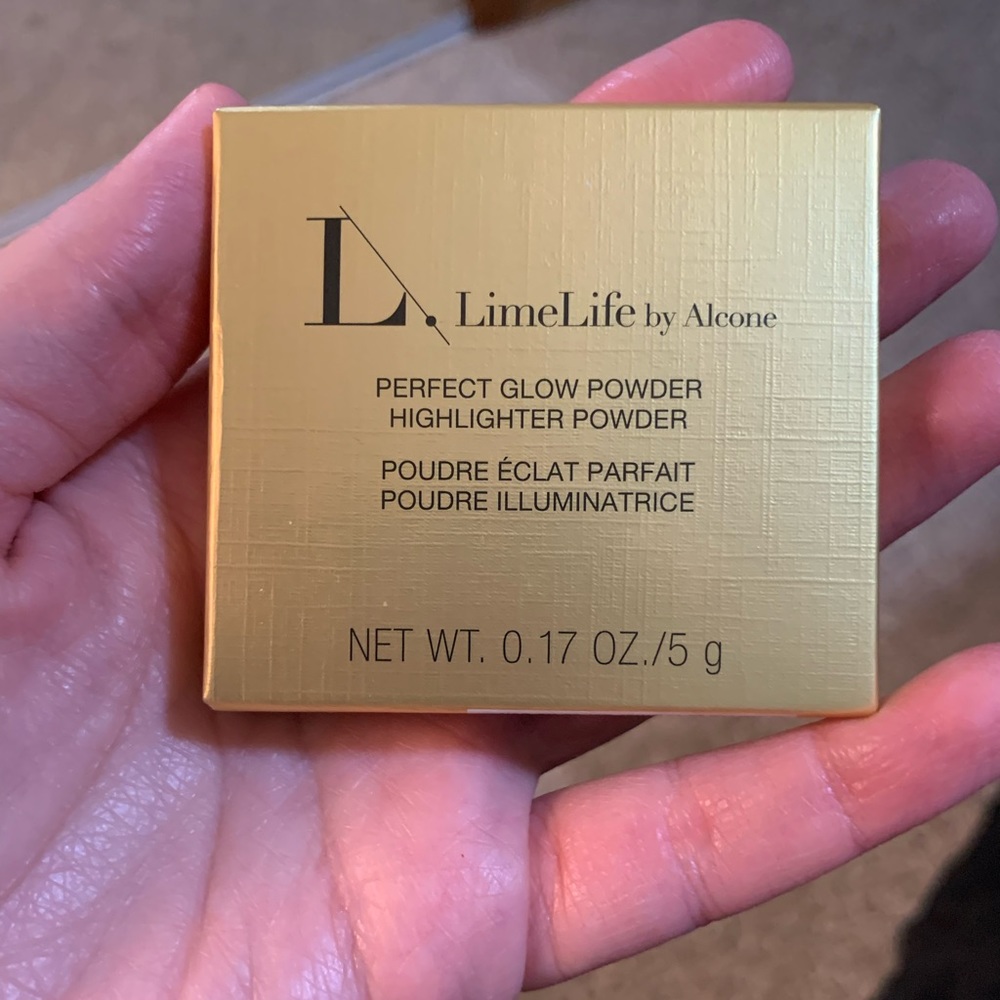 L.
LimeLife by Alcone
PERFECT GLOW POWDER
HIGHLIGHTER POWDER
POUDRE ÉCLAT PARFAIT
POUDRE ILLUMINATRICE
NET WT. 0.17 OZ./5 g